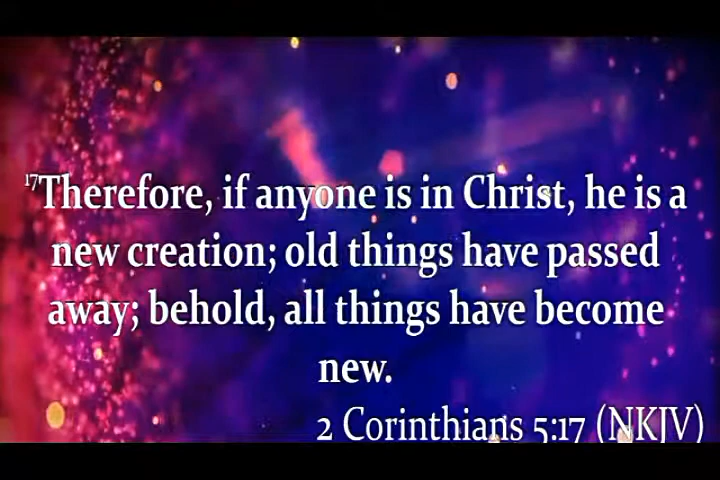 17Therefore, if anyone is in Christ, he is a
new creation; old things have passed
away; behold, all things have become
new.
2 Corinthians 5:17 (NKJV)